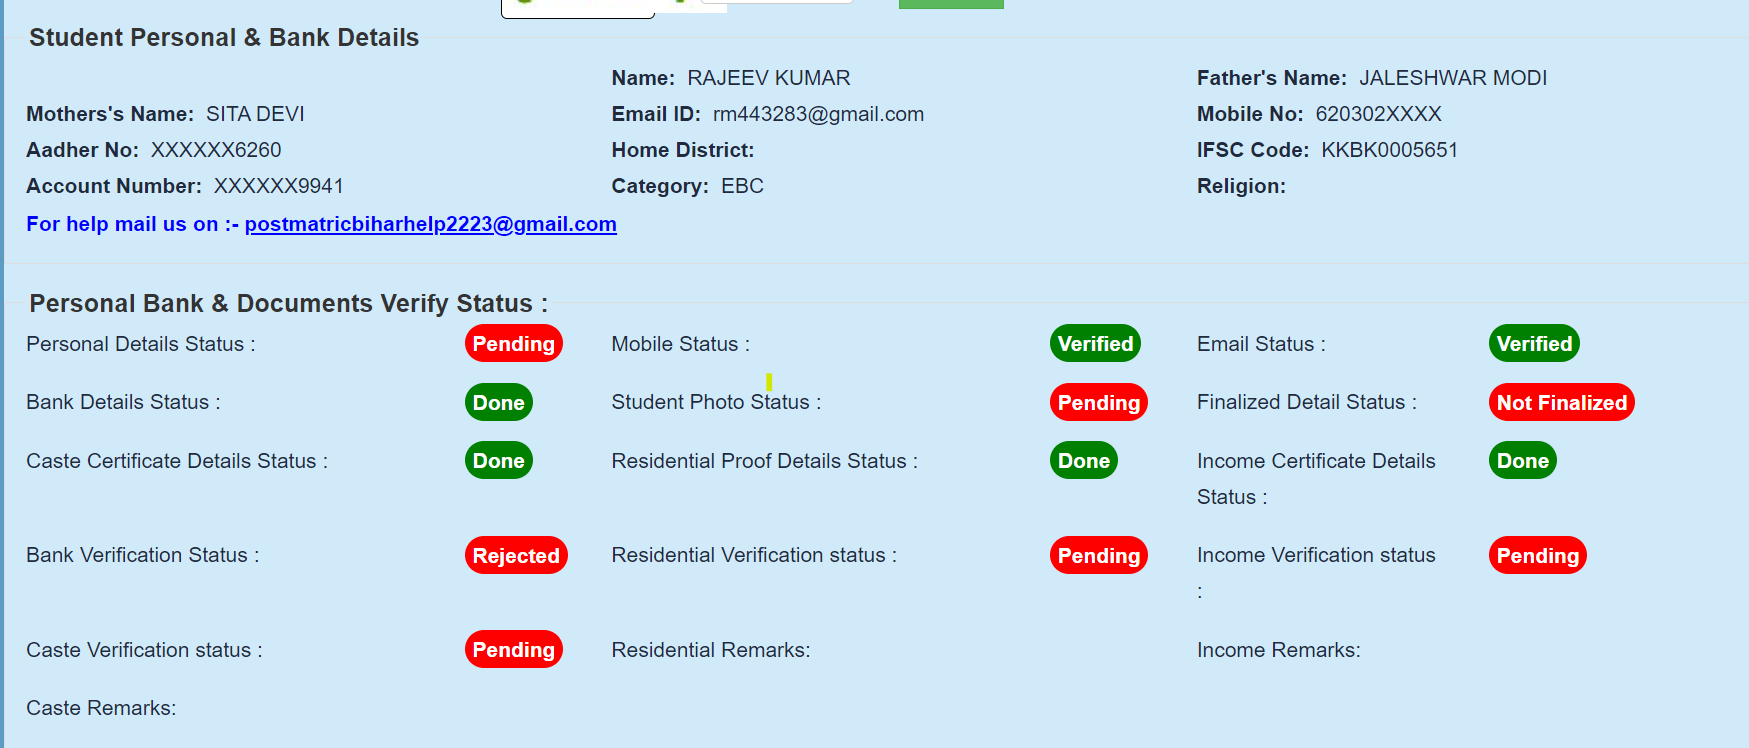 Student Personal & Bank Details
Name: RAJEEV KUMAR
Father's Name: JALESHWAR MODI
Mothers's Name: SITA DEVI
Email ID: rm443283@gmail.com
Mobile No: 620302XXXX
Aadher No: XXXXXX6260
Home District:
IFSC Code: KKBK0005651
Account Number: XXXXXX9941
Category: EBC
Religion:
For help mail us on :- postmatricbiharhelp2223@gmail.com
Personal Bank & Documents Verify Status :
Personal Details Status : Pending
Mobile Status : Verified
Email Status : Verified
Bank Details Status : Done
Student Photo Status : Pending
Finalized Detail Status : Not Finalized
Caste Certificate Details Status : Done
Residential Proof Details Status : Done
Income Certificate Details Done
Status :
Bank Verification Status : Rejected
Residential Verification status : Pending
Income Verification status Pending
:
Caste Verification status : Pending
Residential Remarks:
Income Remarks:
Caste Remarks: